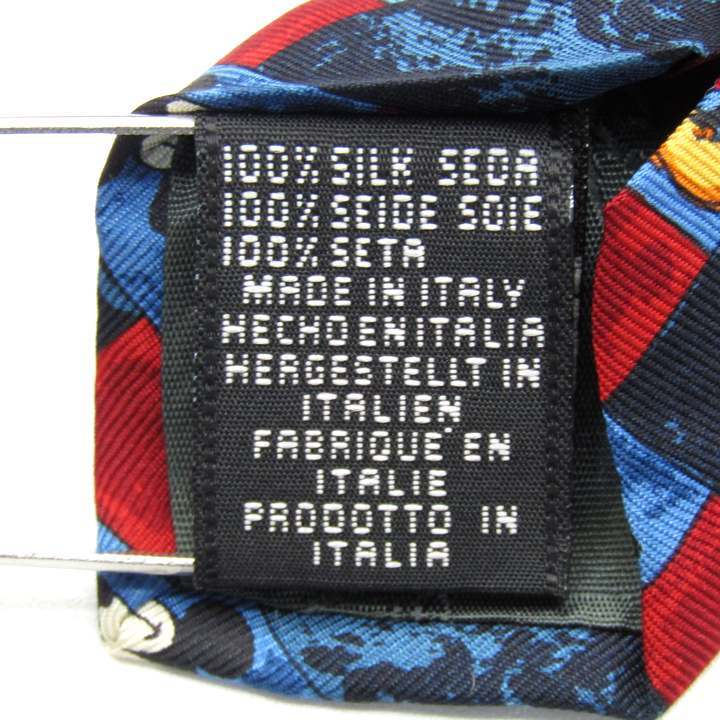 100% SILK SEDA
100% SEIDE SOIE
100% SETA
MADE IN ITALY
HECHO EN ITALIA
HERGESTELLT IN
ITALIEN
FABRIQUE EN
ITALIE
PRODOTTO IN
ITALIA